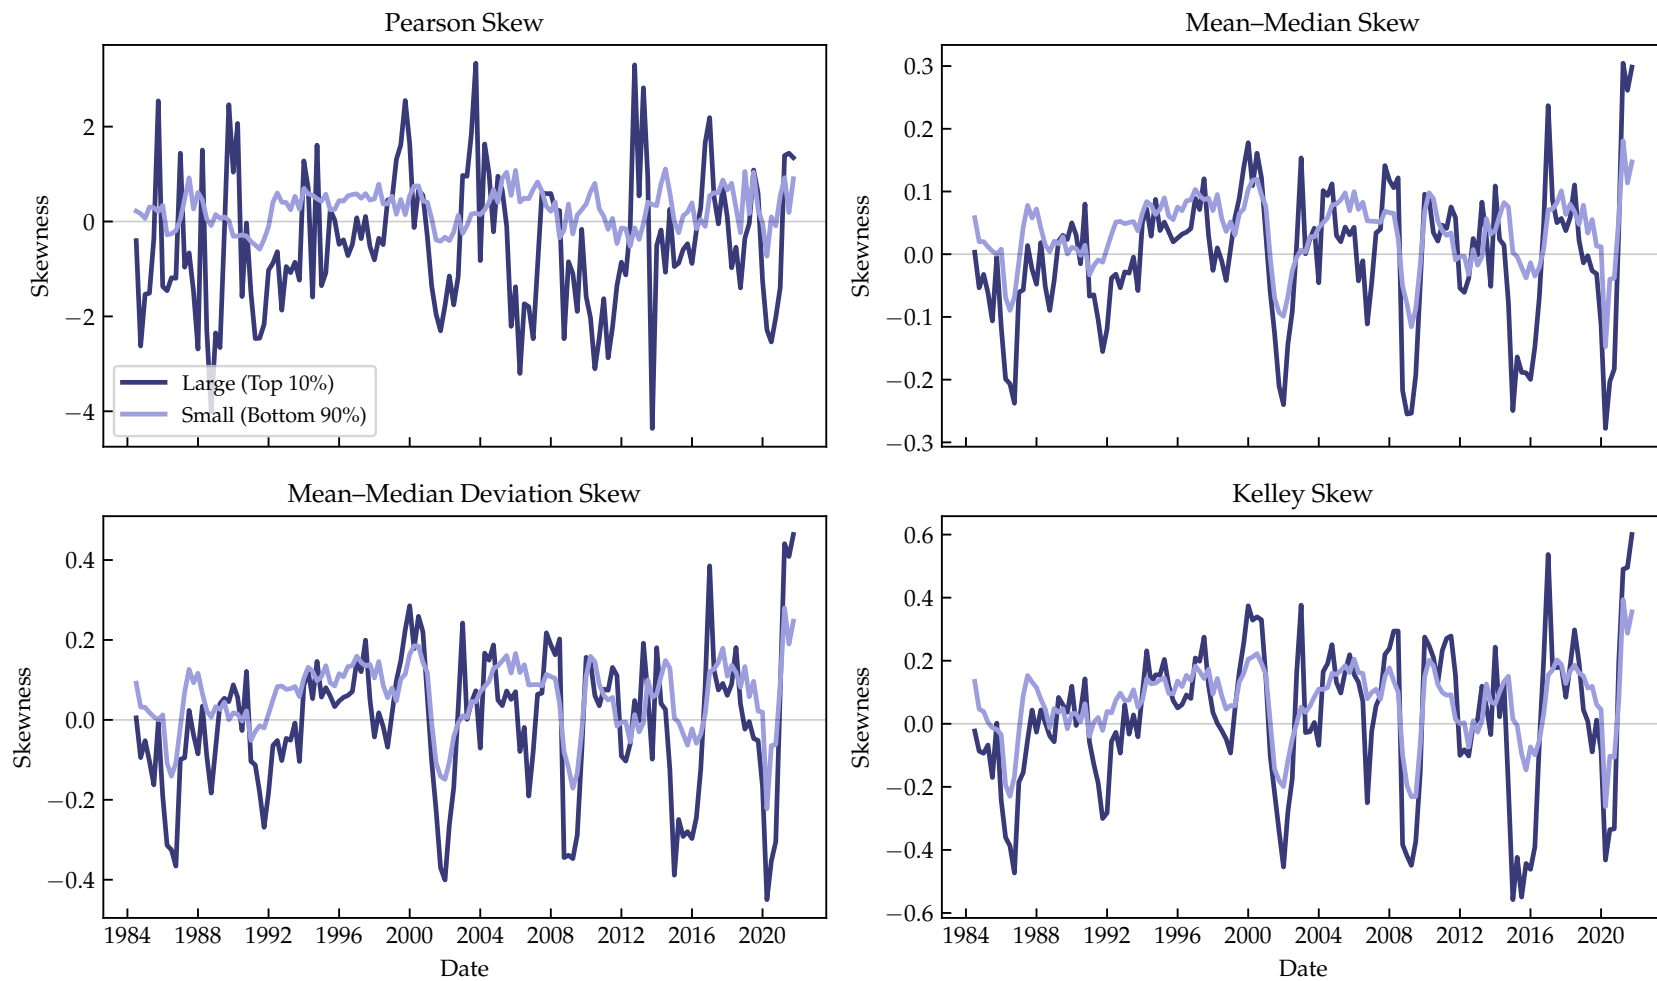 Pearson Skew
Skewness
2
0
−2
−4
Large (Top 10%)
Small (Bottom 90%)
Mean–Median Skew
Skewness
0.3
0.2
0.1
0.0
−0.1
−0.2
−0.3
Mean–Median Deviation Skew
Skewness
0.4
0.2
0.0
−0.2
−0.4
1984 1988 1992 1996 2000 2004 2008 2012 2016 2020
Date
Kelley Skew
Skewness
0.6
0.4
0.2
0.0
−0.2
−0.4
−0.6
1984 1988 1992 1996 2000 2004 2008 2012 2016 2020
Date